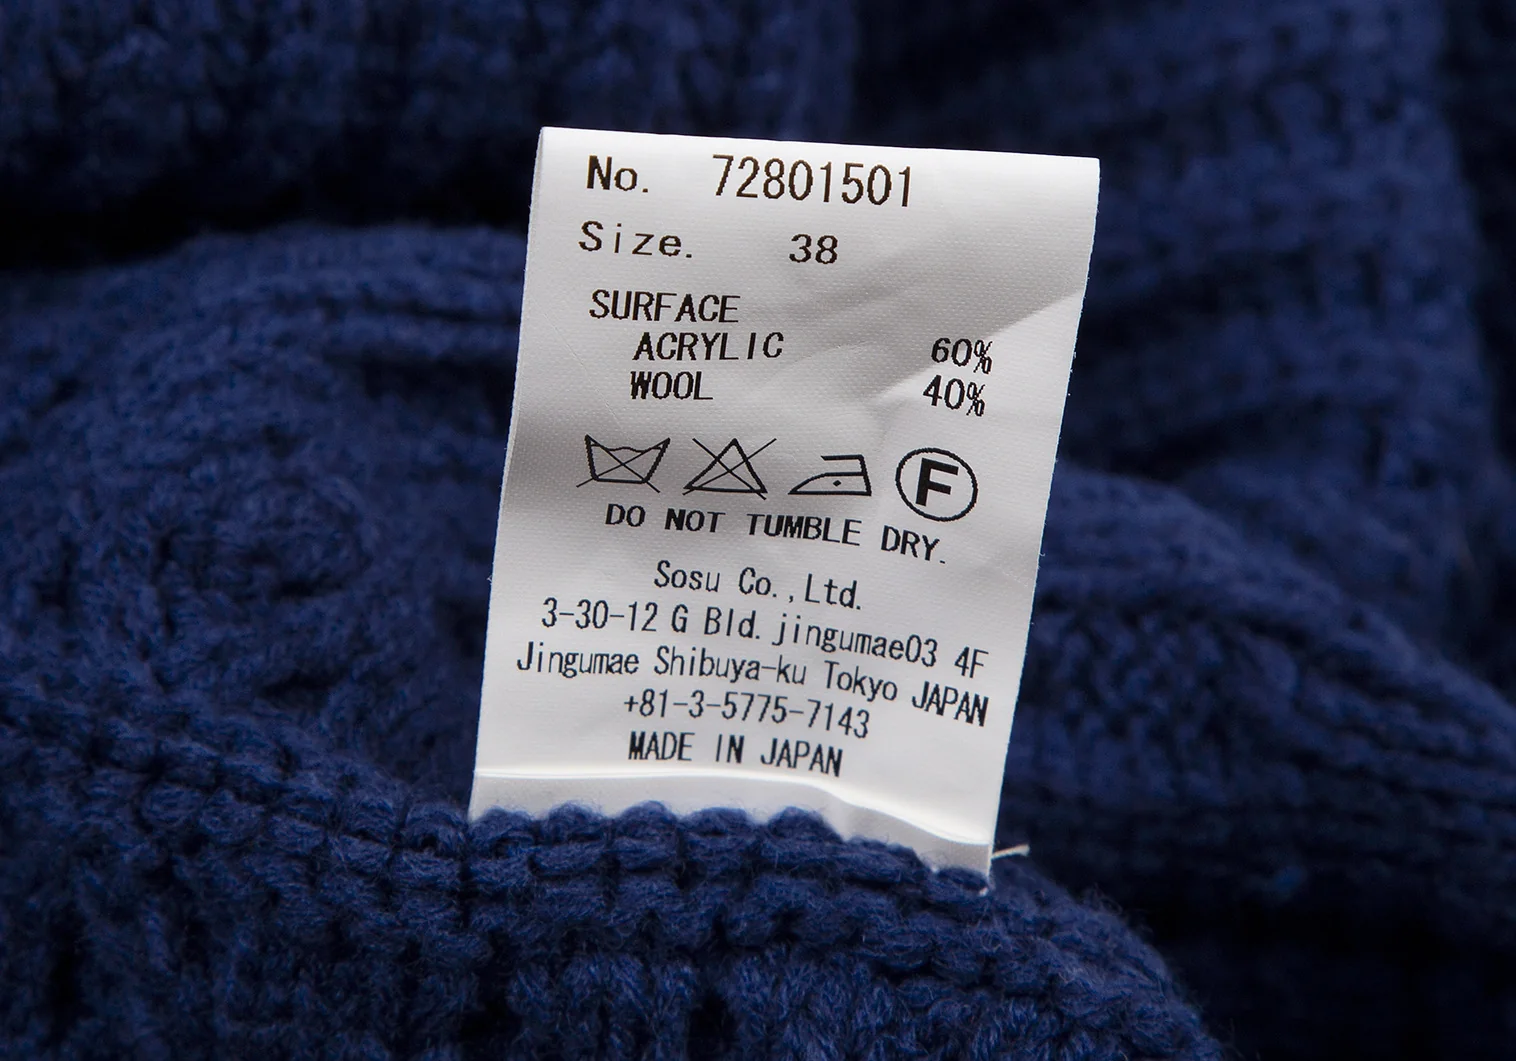 No. 72801501
Size. 38
SURFACE
ACRYLIC 60%
WOOL 40%
F
DO NOT TUMBLE DRY.
Sosu Co.,Ltd.
3-30-12 G Bld. jingumae03 4F
Jingumae Shibuya-ku Tokyo JAPAN
+81-3-5775-7143
MADE IN JAPAN